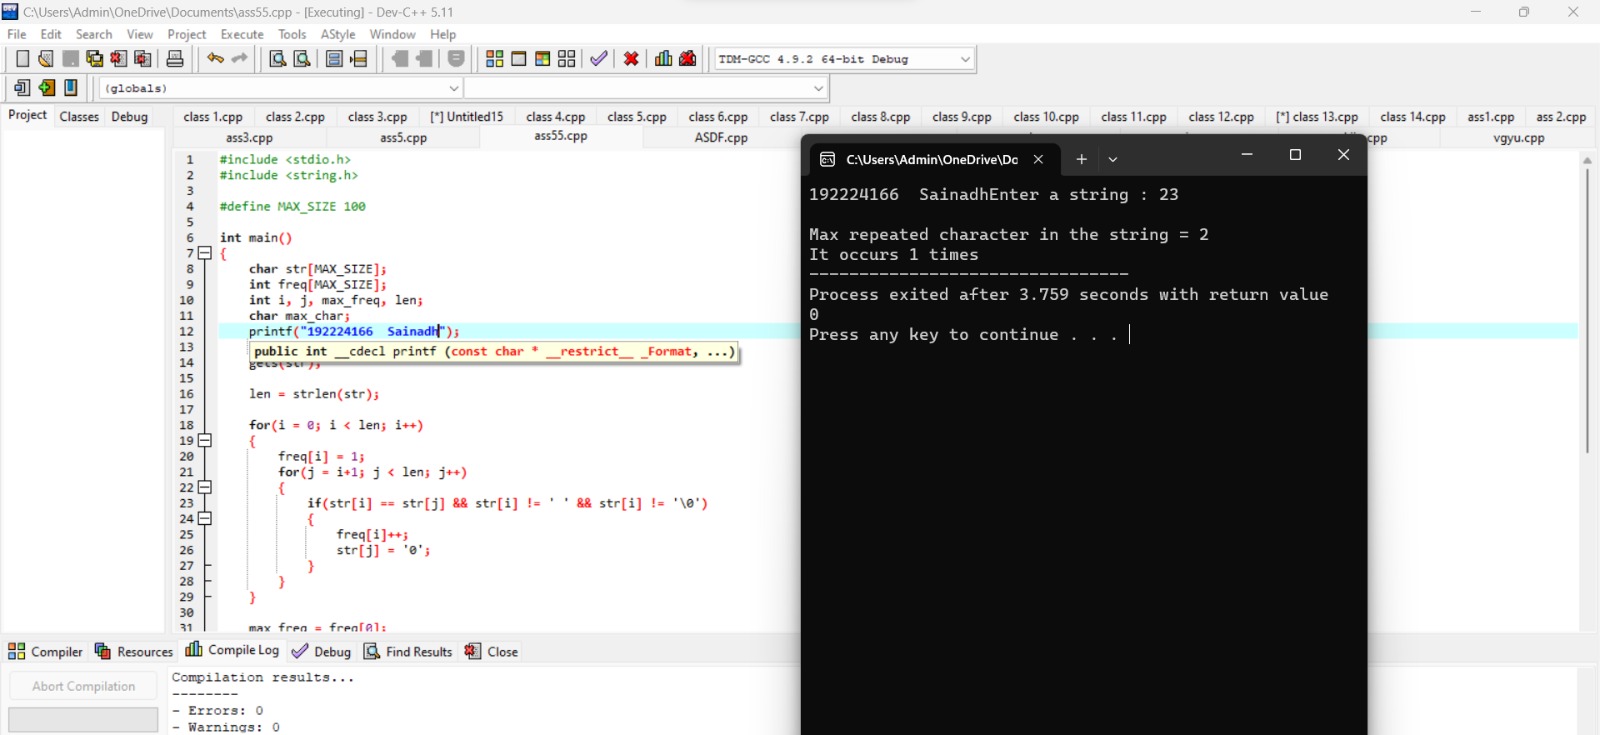 C:\Users\Admin\OneDrive\Documents\ass55.cpp - [Executing] - Dev-C++ 5.11
File Edit Search View Project Execute Tools AStyle Window Help
TDM-GCC 4.9.2 64-bit Debug
(globals)
Project Classes Debug
class 1.cpp class 2.cpp class 3.cpp [*] Untitled15 class 4.cpp class 5.cpp class 6.cpp class 7.cpp class 8.cpp class 9.cpp class 10.cpp class 11.cpp class 12.cpp [*] class 13.cpp class 14.cpp ass1.cpp ass 2.cpp
ass3.cpp ass5.cpp ass55.cpp ASDF.cpp cpp vgyu.cpp
1 #include <stdio.h>
2 #include <string.h>
3
4 #define MAX_SIZE 100
5
6 int main()
7 {
8 char str[MAX_SIZE];
9 int freq[MAX_SIZE];
10 int i, j, max_freq, len;
11 char max_char;
12 printf("192224166  Sainadh");
13 public int __cdecl printf (const char * __restrict__ _Format, ...)
14 gets(str);
15
16 len = strlen(str);
17
18 for(i = 0; i < len; i++)
19 {
20 freq[i] = 1;
21 for(j = i+1; j < len; j++)
22 {
23 if(str[i] == str[j] && str[i] != ' ' && str[i] != '\0')
24 {
25 freq[i]++;
26 str[j] = '0';
27 }
28 }
29 }
30
31 max_freq = freq[0];
C:\Users\Admin\OneDrive\Dc
192224166  SainadhEnter a string : 23
Max repeated character in the string = 2
It occurs 1 times
--------------------------------
Process exited after 3.759 seconds with return value
0
Press any key to continue . . .
Compiler Resources Compile Log Debug Find Results Close
Abort Compilation
Compilation results...
--------
- Errors: 0
- Warnings: 0